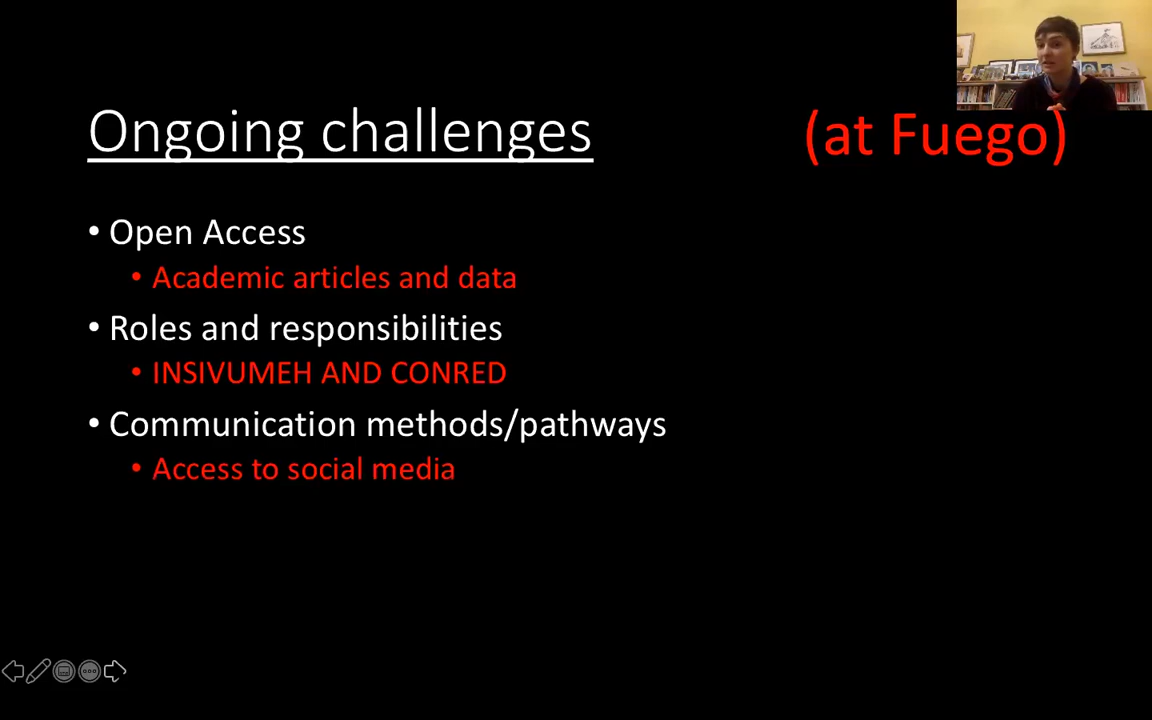 Ongoing challenges (at Fuego)
• Open Access
• Academic articles and data
• Roles and responsibilities
• INSIVUMEH AND CONRED
• Communication methods/pathways
• Access to social media